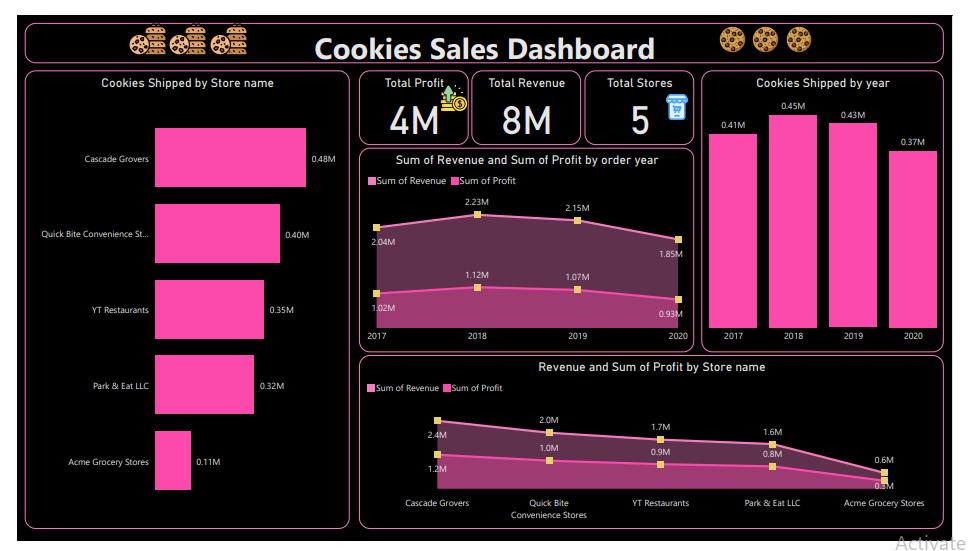 Cookies Sales Dashboard
Cookies Shipped by Store name
Cascade Grovers
0.48M
Quick Bite Convenience St...
0.40M
YT Restaurants
0.35M
Park & Eat LLC
0.32M
Acme Grocery Stores
0.11M
Total Profit
4M
Total Revenue
8M
Total Stores
5
Sum of Revenue and Sum of Profit by order year
Sum of Revenue Sum of Profit
2.04M
2.23M
2.15M
1.85M
1.02M
1.12M
1.07M
0.93M
2017 2018 2019 2020
Cookies Shipped by year
0.41M
0.45M
0.43M
0.37M
2017 2018 2019 2020
Revenue and Sum of Profit by Store name
Sum of Revenue Sum of Profit
2.4M
2.0M
1.7M
1.6M
0.6M
1.2M
1.0M
0.9M
0.8M
0.3M
Cascade Grovers
Quick Bite
Convenience Stores
YT Restaurants
Park & Eat LLC
Acme Grocery Stores
Activate